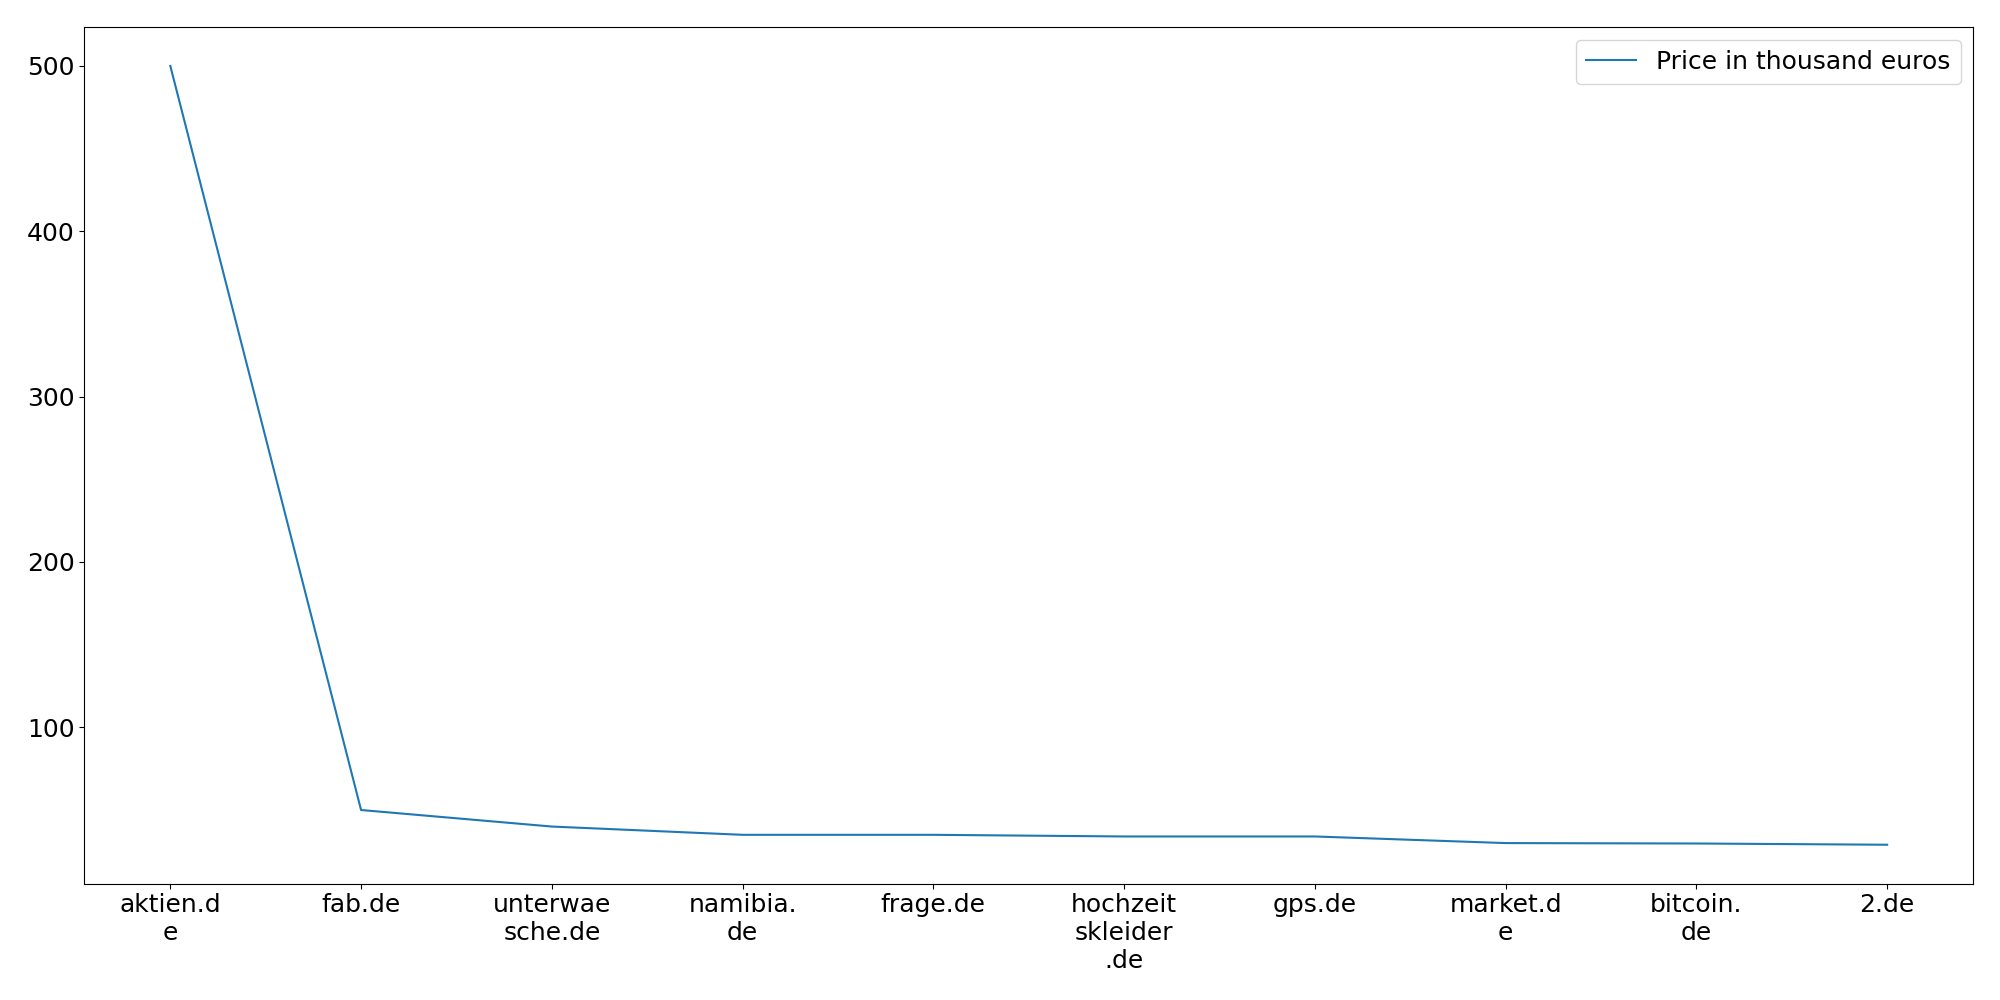 Price in thousand euros
500
400
300
200
100
aktien.d
e
fab.de
unterwae
sche.de
namibia.
de
frage.de
hochzeit
skleider
.de
gps.de
market.d
e
bitcoin.
de
2.de